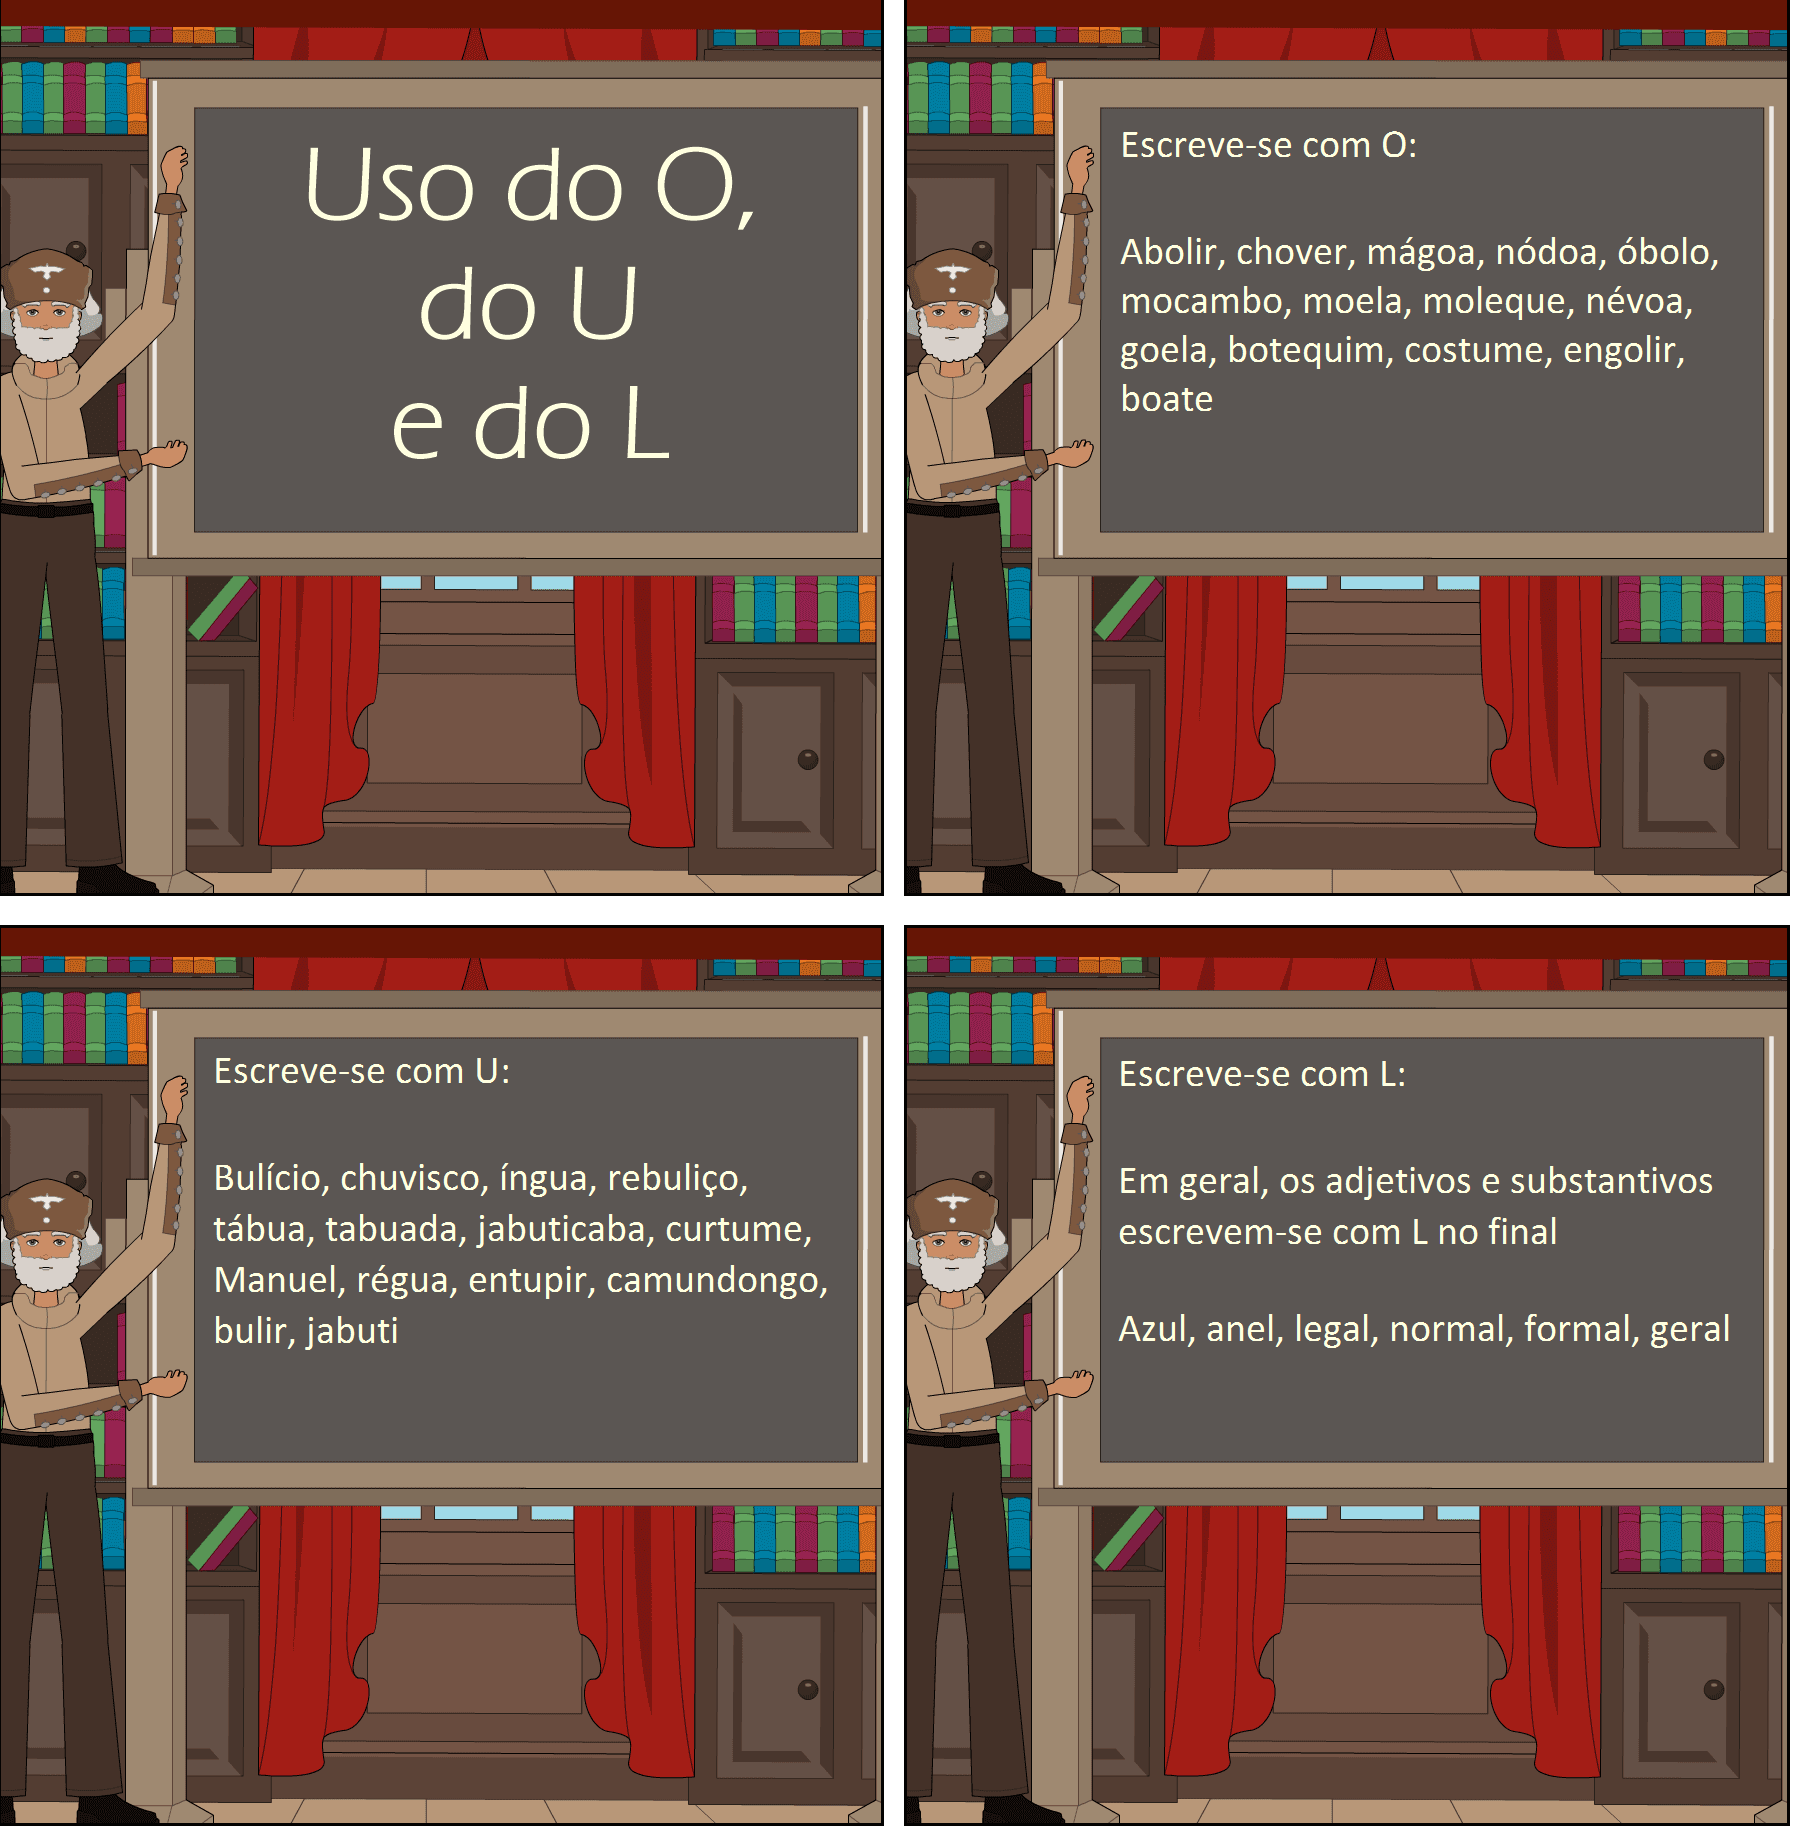 Uso do O,
do U
e do L
Escreve-se com O:
Abolir, chover, mágoa, nódoa, óbolo,
mocambo, moela, moleque, névoa,
goela, botequim, costume, engolir,
boate
Escreve-se com U:
Bulício, chuvisco, íngua, rebuliço,
tábua, tabuada, jabuticaba, curtume,
Manuel, régua, entupir, camundongo,
bulir, jabuti
Escreve-se com L:
Em geral, os adjetivos e substantivos
escrevem-se com L no final
Azul, anel, legal, normal, formal, geral